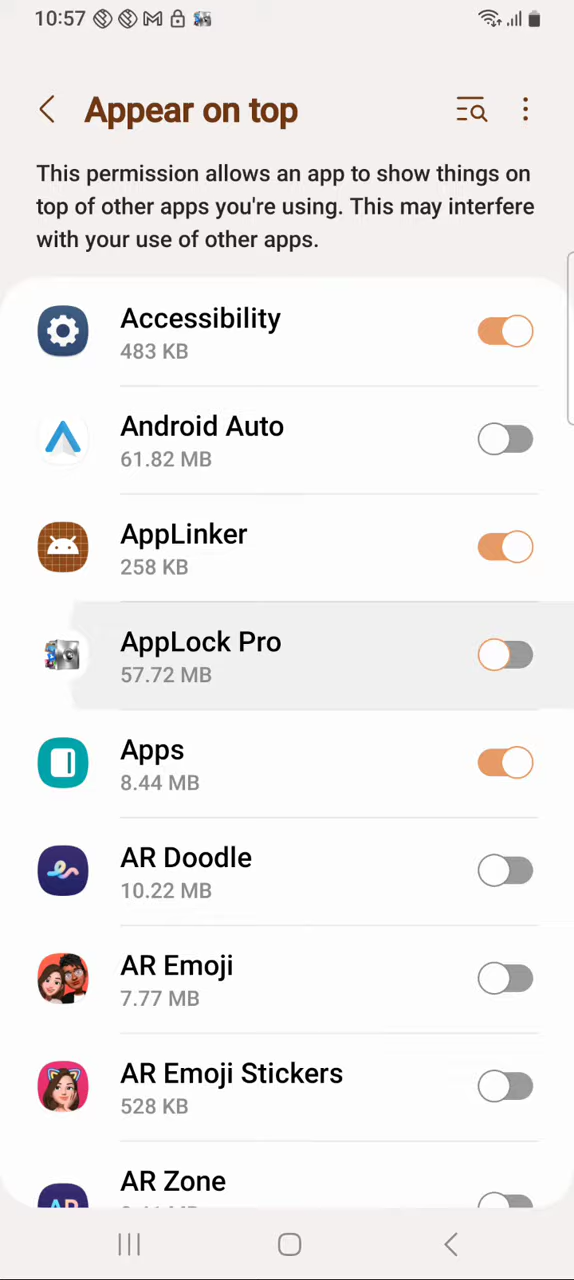 10:57
Appear on top
This permission allows an app to show things on
top of other apps you're using. This may interfere
with your use of other apps.
Accessibility
483 KB
Android Auto
61.82 MB
AppLinker
258 KB
AppLock Pro
57.72 MB
Apps
8.44 MB
AR Doodle
10.22 MB
AR Emoji
7.77 MB
AR Emoji Stickers
528 KB
AR Zone